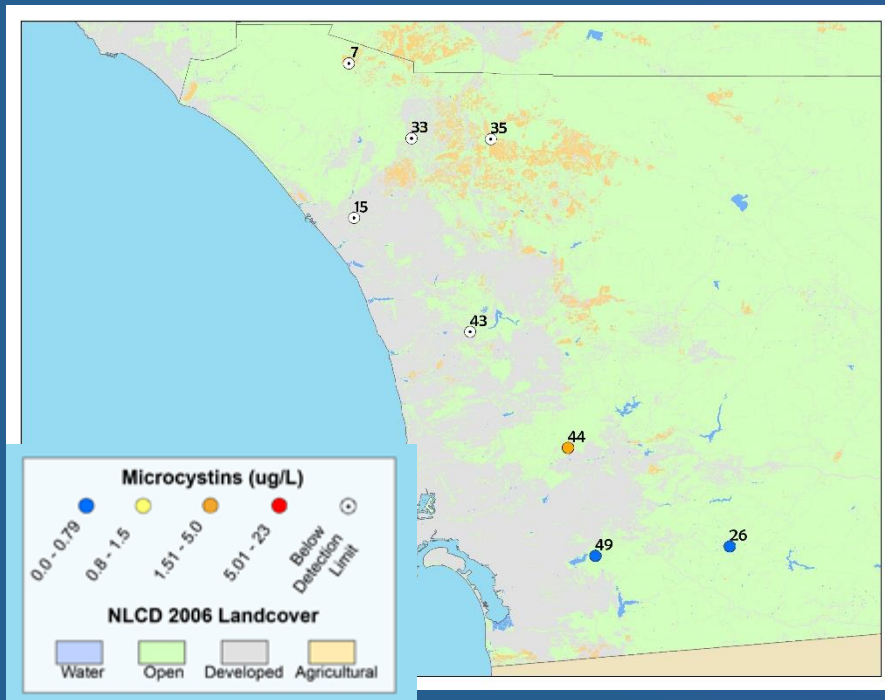 7
33
35
15
43
44
49
26
Microcystins (ug/L)
0.0 - 0.79
0.8 - 1.5
1.51 - 5.0
5.01 - 23
Below
Detection
Limit
NLCD 2006 Landcover
Water Open Developed Agricultural